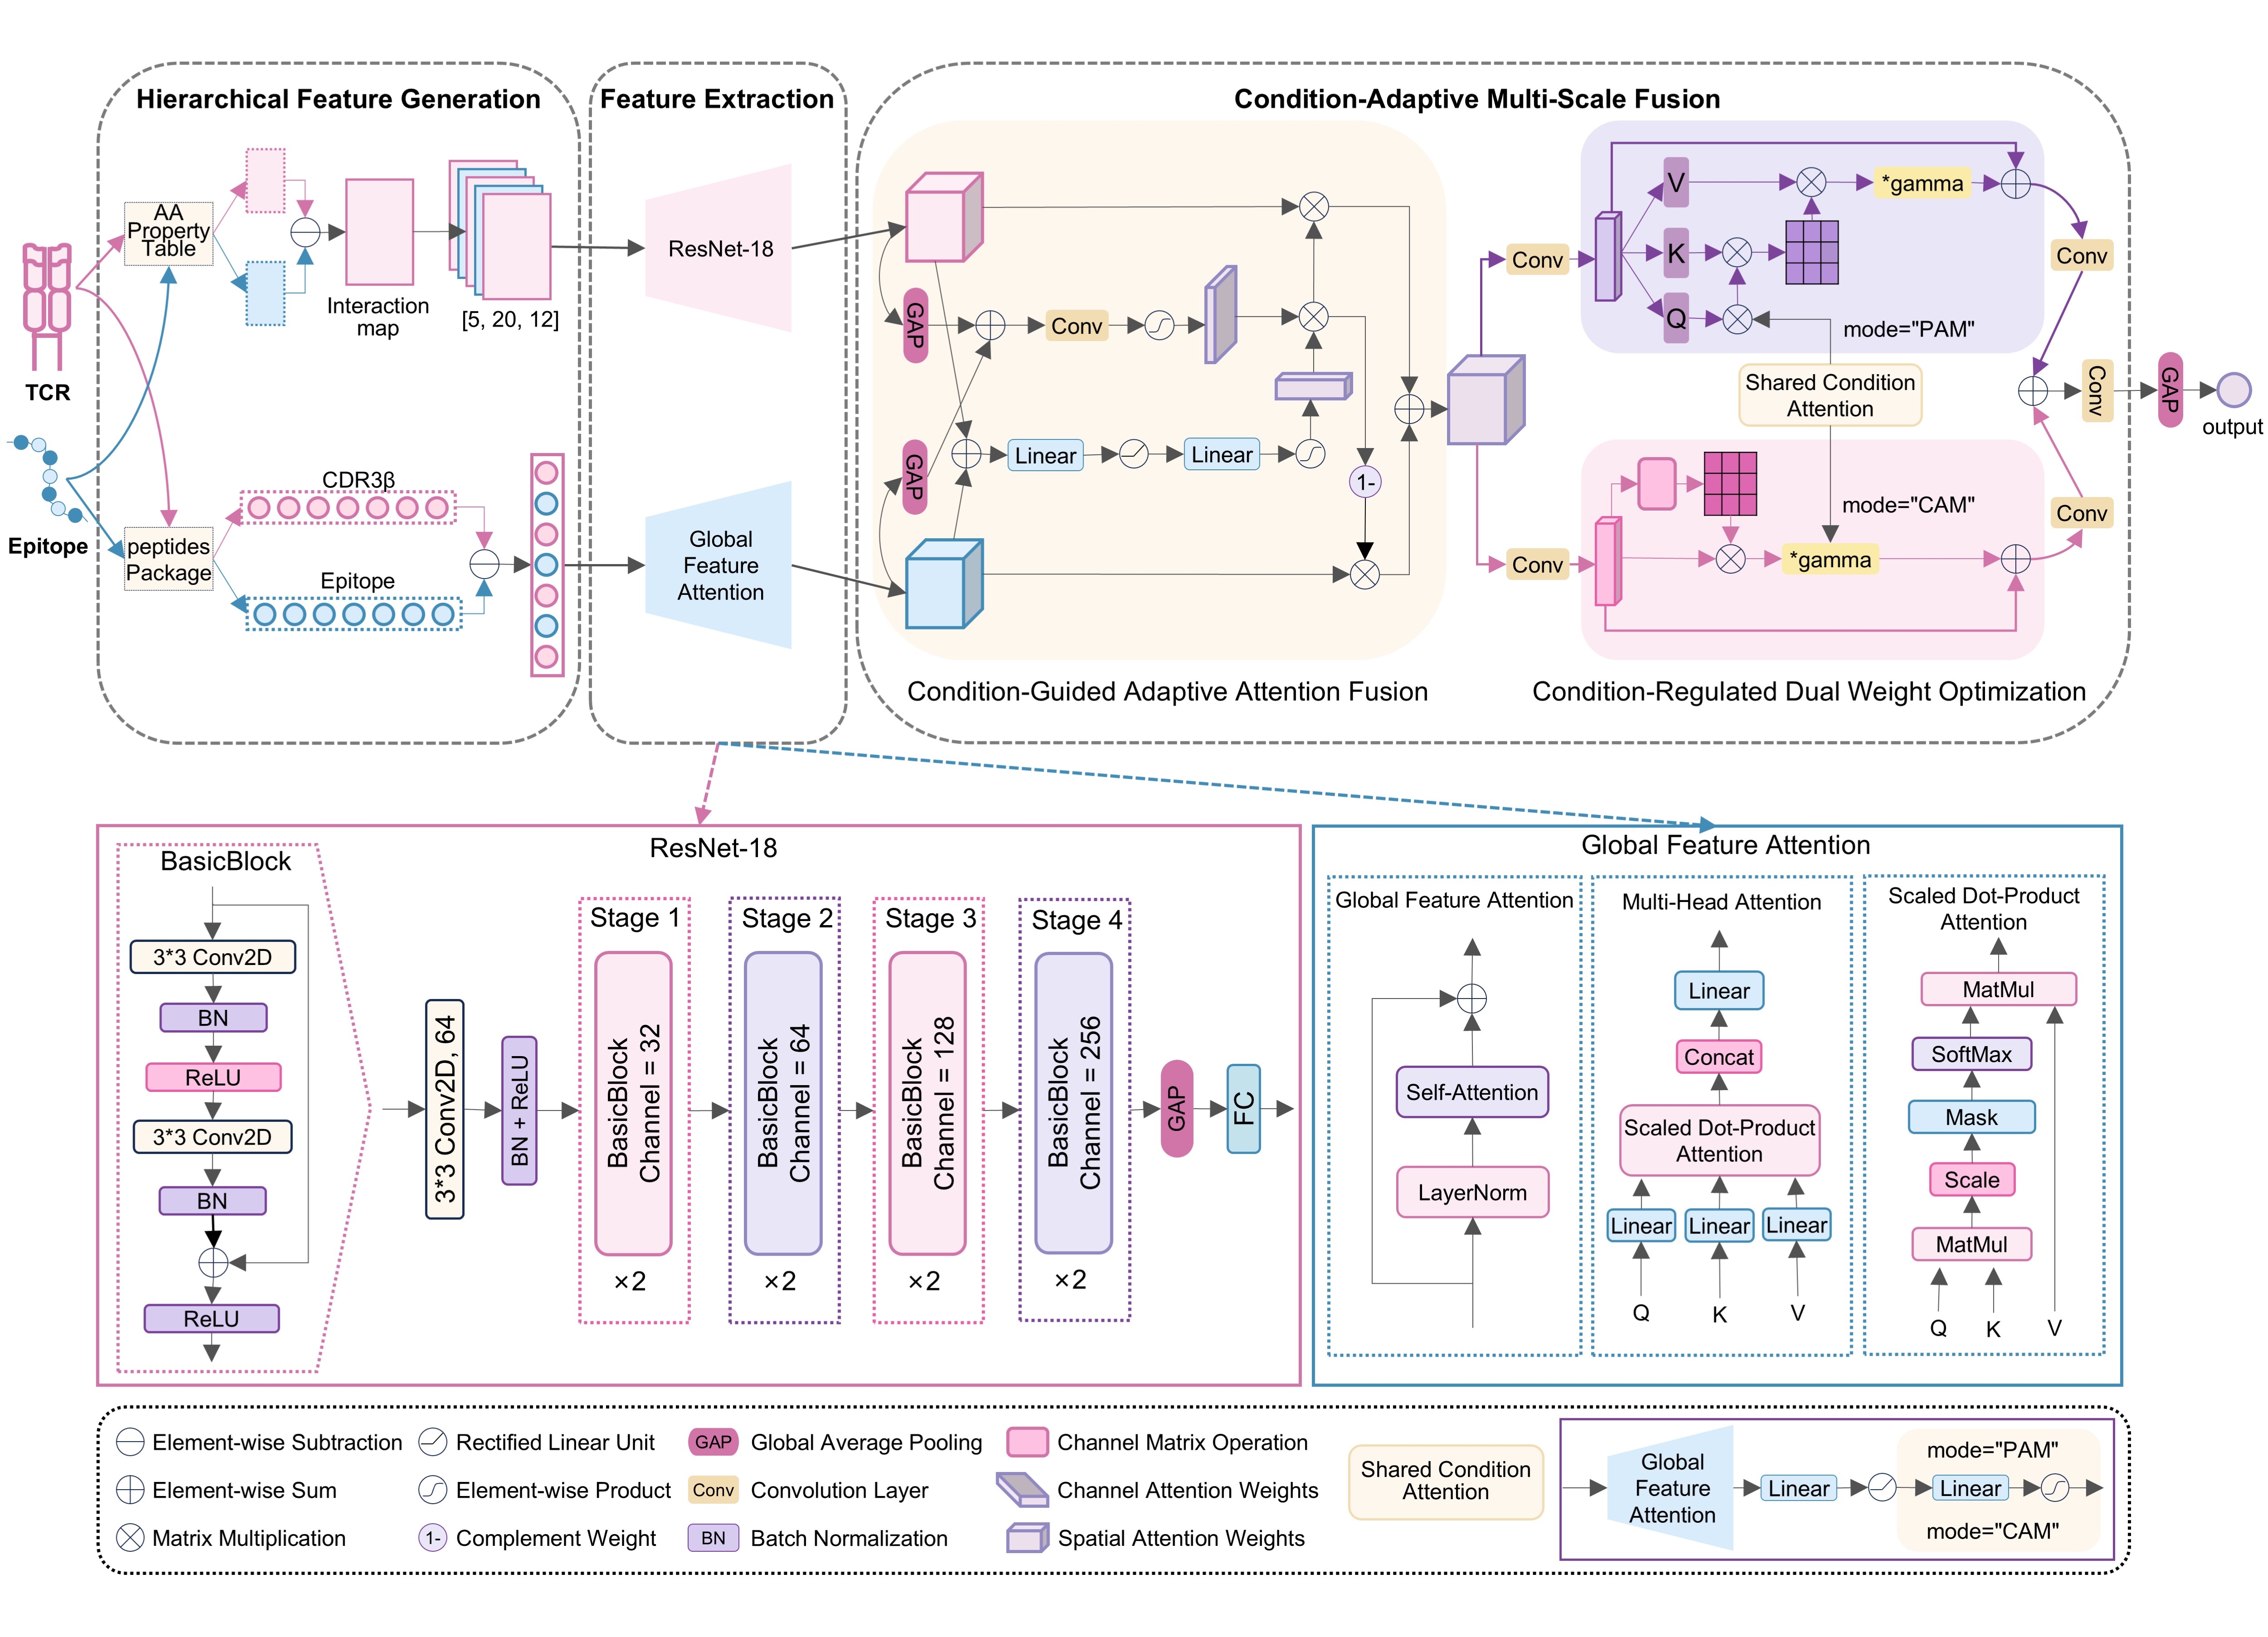 Hierarchical Feature Generation
Feature Extraction
Condition-Adaptive Multi-Scale Fusion
AA
Property
Table
Interaction
map
[5, 20, 12]
TCR
Epitope
CDR3β
peptides
Package
Epitope
ResNet-18
Global
Feature
Attention
GAP
Conv
GAP
Linear
Linear
1-
Condition-Guided Adaptive Attention Fusion
Conv
V
K
Q
*gamma
mode="PAM"
Shared Condition
Attention
mode="CAM"
Conv
*gamma
Conv
Conv
Conv
GAP
output
Condition-Regulated Dual Weight Optimization
ResNet-18
BasicBlock
3*3 Conv2D
BN
ReLU
3*3 Conv2D
BN
ReLU
3*3 Conv2D, 64
BN + ReLU
Stage 1
BasicBlock
Channel = 32
×2
Stage 2
BasicBlock
Channel = 64
×2
Stage 3
BasicBlock
Channel = 128
×2
Stage 4
BasicBlock
Channel = 256
×2
GAP
FC
Global Feature Attention
Global Feature Attention
Self-Attention
LayerNorm
Multi-Head Attention
Linear
Concat
Scaled Dot-Product
Attention
Linear
Linear
Linear
Q
K
V
Scaled Dot-Product
Attention
MatMul
SoftMax
Mask
Scale
MatMul
Q
K
V
Element-wise Subtraction
Element-wise Sum
Matrix Multiplication
Rectified Linear Unit
Element-wise Product
1-
Complement Weight
GAP
Global Average Pooling
Conv
Convolution Layer
BN
Batch Normalization
Channel Matrix Operation
Channel Attention Weights
Spatial Attention Weights
Shared Condition
Attention
Global
Feature
Attention
Linear
mode="PAM"
Linear
mode="CAM"